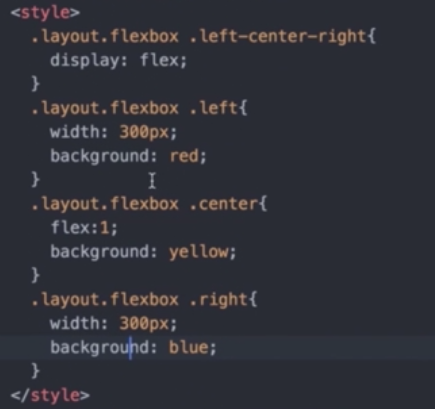 <style>
.layout.flexbox .left-center-right{
display: flex;
}
.layout.flexbox .left{
width: 300px;
background: red;
}
.layout.flexbox .center{
flex:1;
background: yellow;
}
.layout.flexbox .right{
width: 300px;
background: blue;
}
</style>